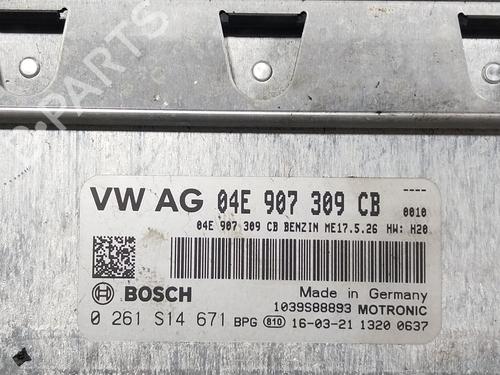 B-PARTS
VW AG 04E 907 309 CB 0010
04E 907 309 CB BENZIN ME17.5.26 HW: H20
BOSCH
Made in Germany
1039S88893 MOTRONIC
0 261 S14 671 BPG 810 16-03-21 1320 0637